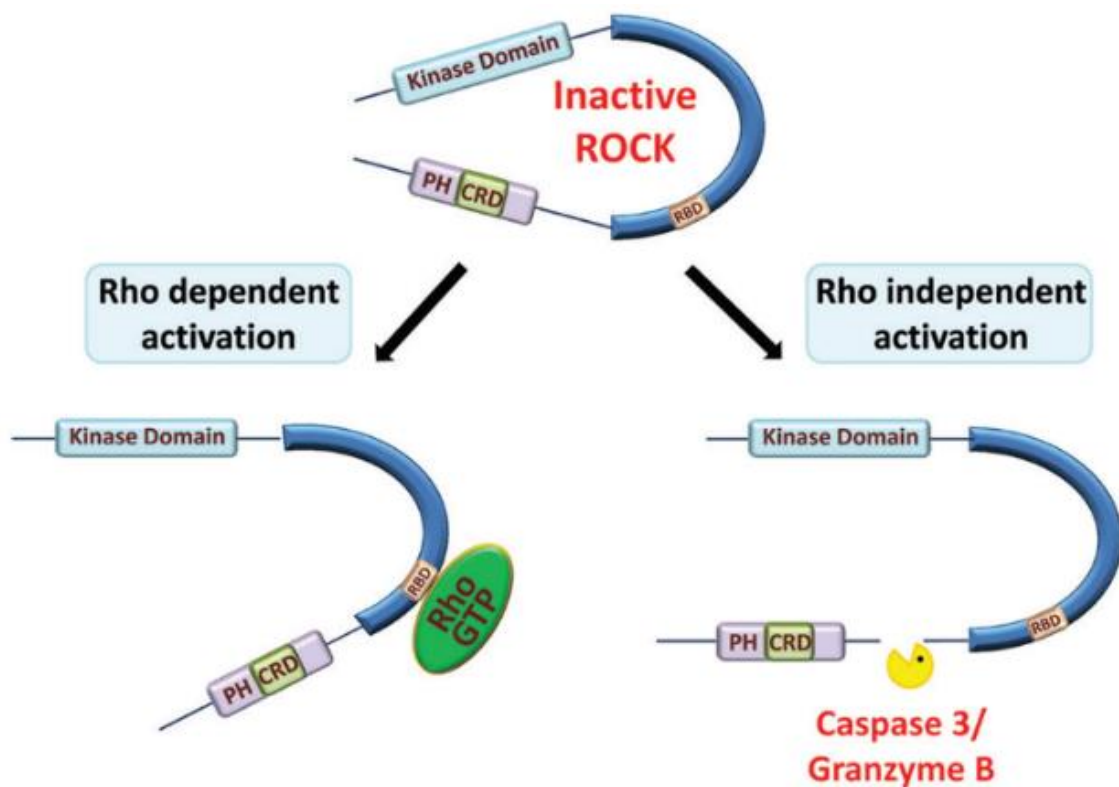 Kinase Domain
Inactive
ROCK
PH CRD
RBD
Rho dependent
activation
Rho independent
activation
Kinase Domain
RBD
Rho
GTP
PH CRD
Kinase Domain
RBD
PH CRD
Caspase 3/
Granzyme B